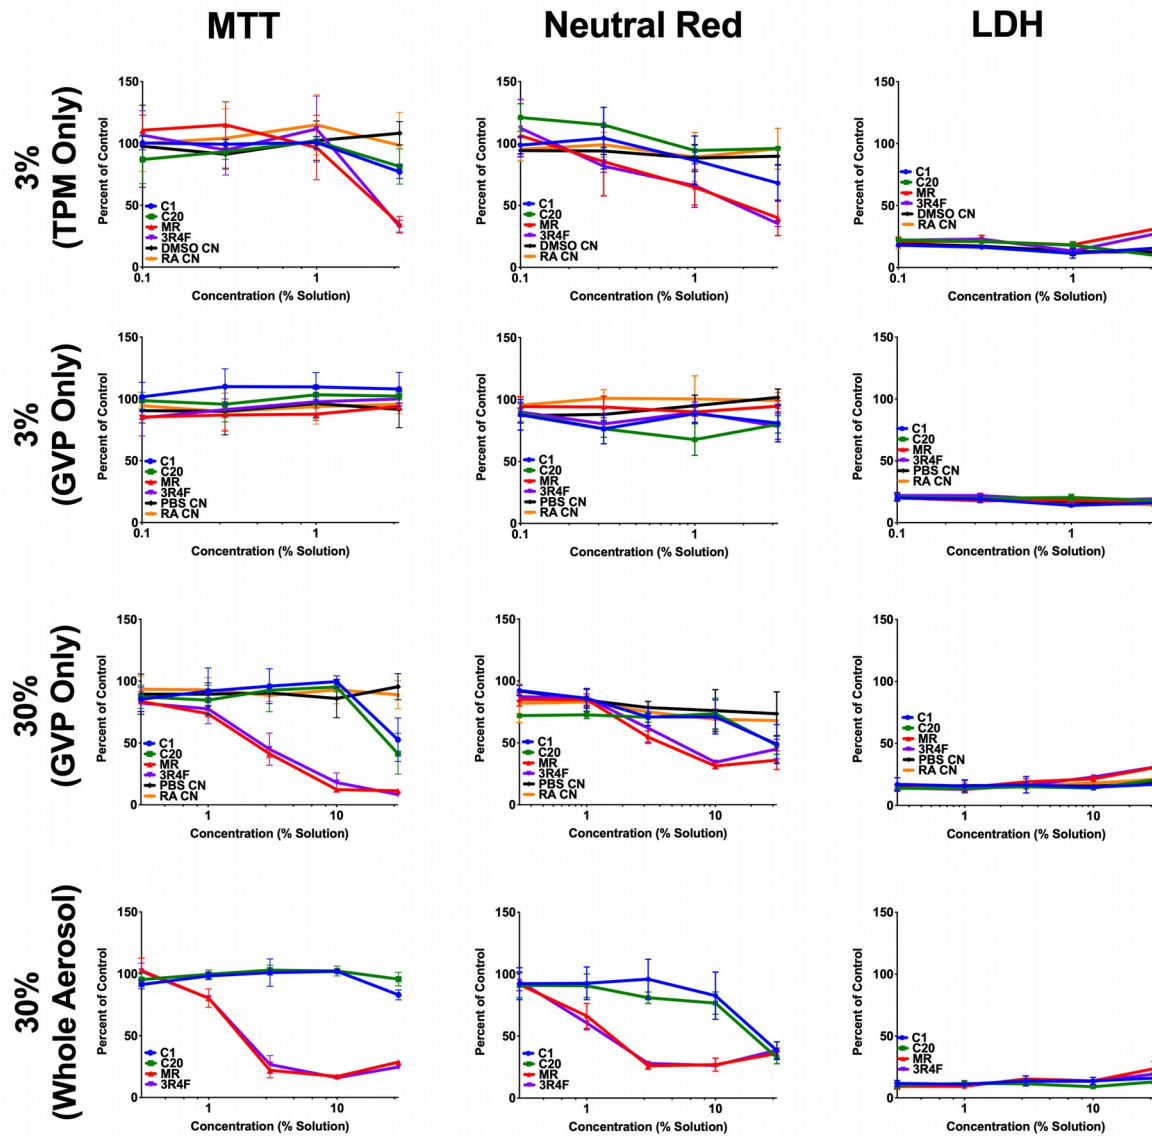 MTT
Neutral Red
LDH
3%
(TPM Only)
Percent of Control
150
100
50
0
0.1
1
Concentration (% Solution)
C1
C20
MR
3R4F
DMSO CN
RA CN
Percent of Control
150
100
50
0
0.1
1
Concentration (% Solution)
C1
C20
MR
3R4F
DMSO CN
RA CN
Percent of Control
150
100
50
0
0.1
1
Concentration (% Solution)
C1
C20
MR
3R4F
DMSO CN
RA CN
3%
(GVP Only)
Percent of Control
150
100
50
0
0.1
1
Concentration (% Solution)
C1
C20
MR
3R4F
PBS CN
RA CN
Percent of Control
150
100
50
0
0.1
1
Concentration (% Solution)
C1
C20
MR
3R4F
PBS CN
RA CN
Percent of Control
150
100
50
0
0.1
1
Concentration (% Solution)
C1
C20
MR
3R4F
PBS CN
RA CN
30%
(GVP Only)
Percent of Control
150
100
50
0
1
10
Concentration (% Solution)
C1
C20
MR
3R4F
PBS CN
RA CN
Percent of Control
150
100
50
0
1
10
Concentration (% Solution)
C1
C20
MR
3R4F
PBS CN
RA CN
Percent of Control
150
100
50
0
1
10
Concentration (% Solution)
C1
C20
MR
3R4F
PBS CN
RA CN
30%
(Whole Aerosol)
Percent of Control
150
100
50
0
1
10
Concentration (% Solution)
C1
C20
MR
3R4F
Percent of Control
150
100
50
0
1
10
Concentration (% Solution)
C1
C20
MR
3R4F
Percent of Control
150
100
50
0
1
10
Concentration (% Solution)
C1
C20
MR
3R4F